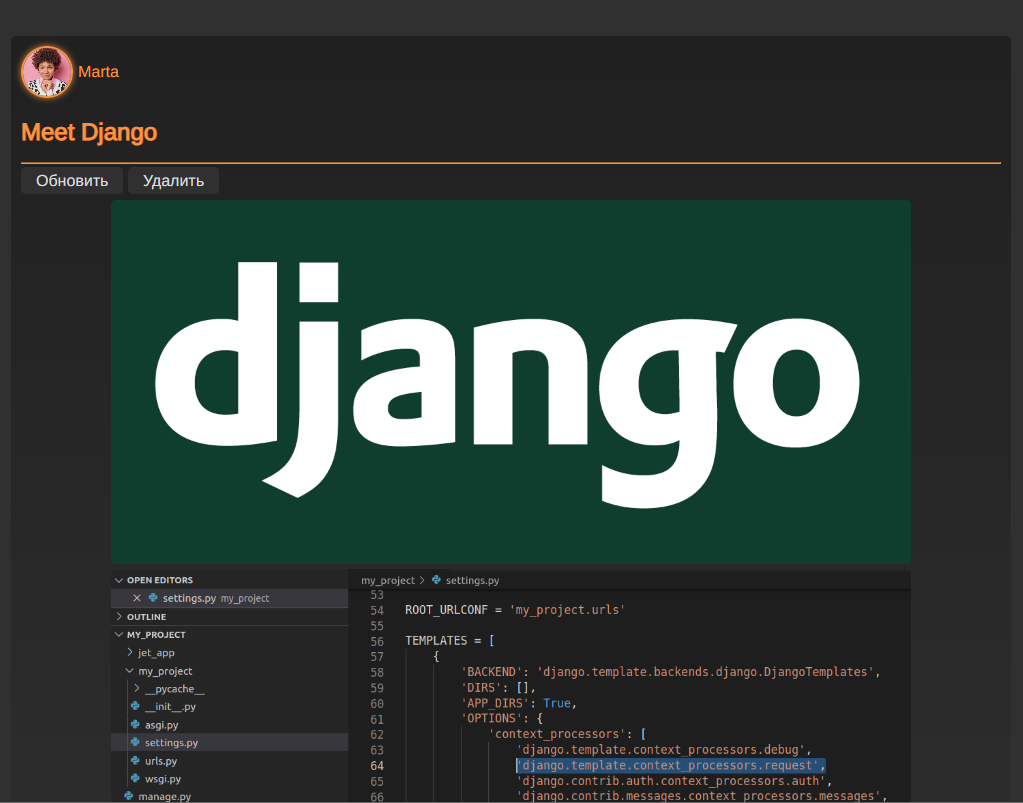 Marta
Meet Django
Обновить Удалить
django
OPEN EDITORS
settings.py my_project
OUTLINE
MY_PROJECT
jet_app
my_project
__pycache__
__init__.py
asgi.py
settings.py
urls.py
wsgi.py
manage.py
my_project > settings.py
53
54 ROOT_URLCONF = 'my_project.urls'
55
56 TEMPLATES = [
57 {
58 'BACKEND': 'django.template.backends.django.DjangoTemplates',
59 'DIRS': [],
60 'APP_DIRS': True,
61 'OPTIONS': {
62 'context_processors': [
63 'django.template.context_processors.debug',
64 'django.template.context_processors.request',
65 'django.contrib.auth.context_processors.auth',
66 'django.contrib.messages.context_processors.messages',